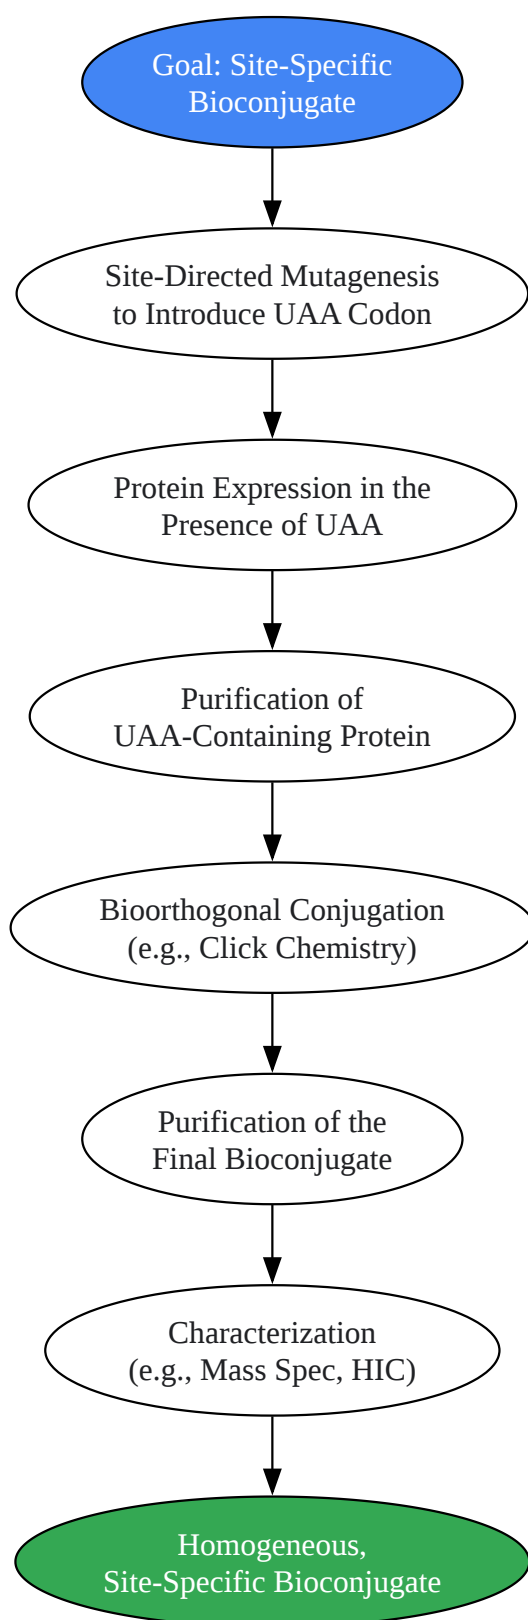 Goal: Site-Specific
Bioconjugate
Site-Directed Mutagenesis
to Introduce UAA Codon
Protein Expression in the
Presence of UAA
Purification of
UAA-Containing Protein
Bioorthogonal Conjugation
(e.g., Click Chemistry)
Purification of the
Final Bioconjugate
Characterization
(e.g., Mass Spec, HIC)
Homogeneous,
Site-Specific Bioconjugate